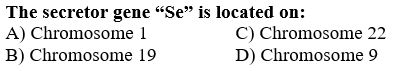 The secretor gene “Se” is located on:
A) Chromosome 1 C) Chromosome 22
B) Chromosome 19 D) Chromosome 9